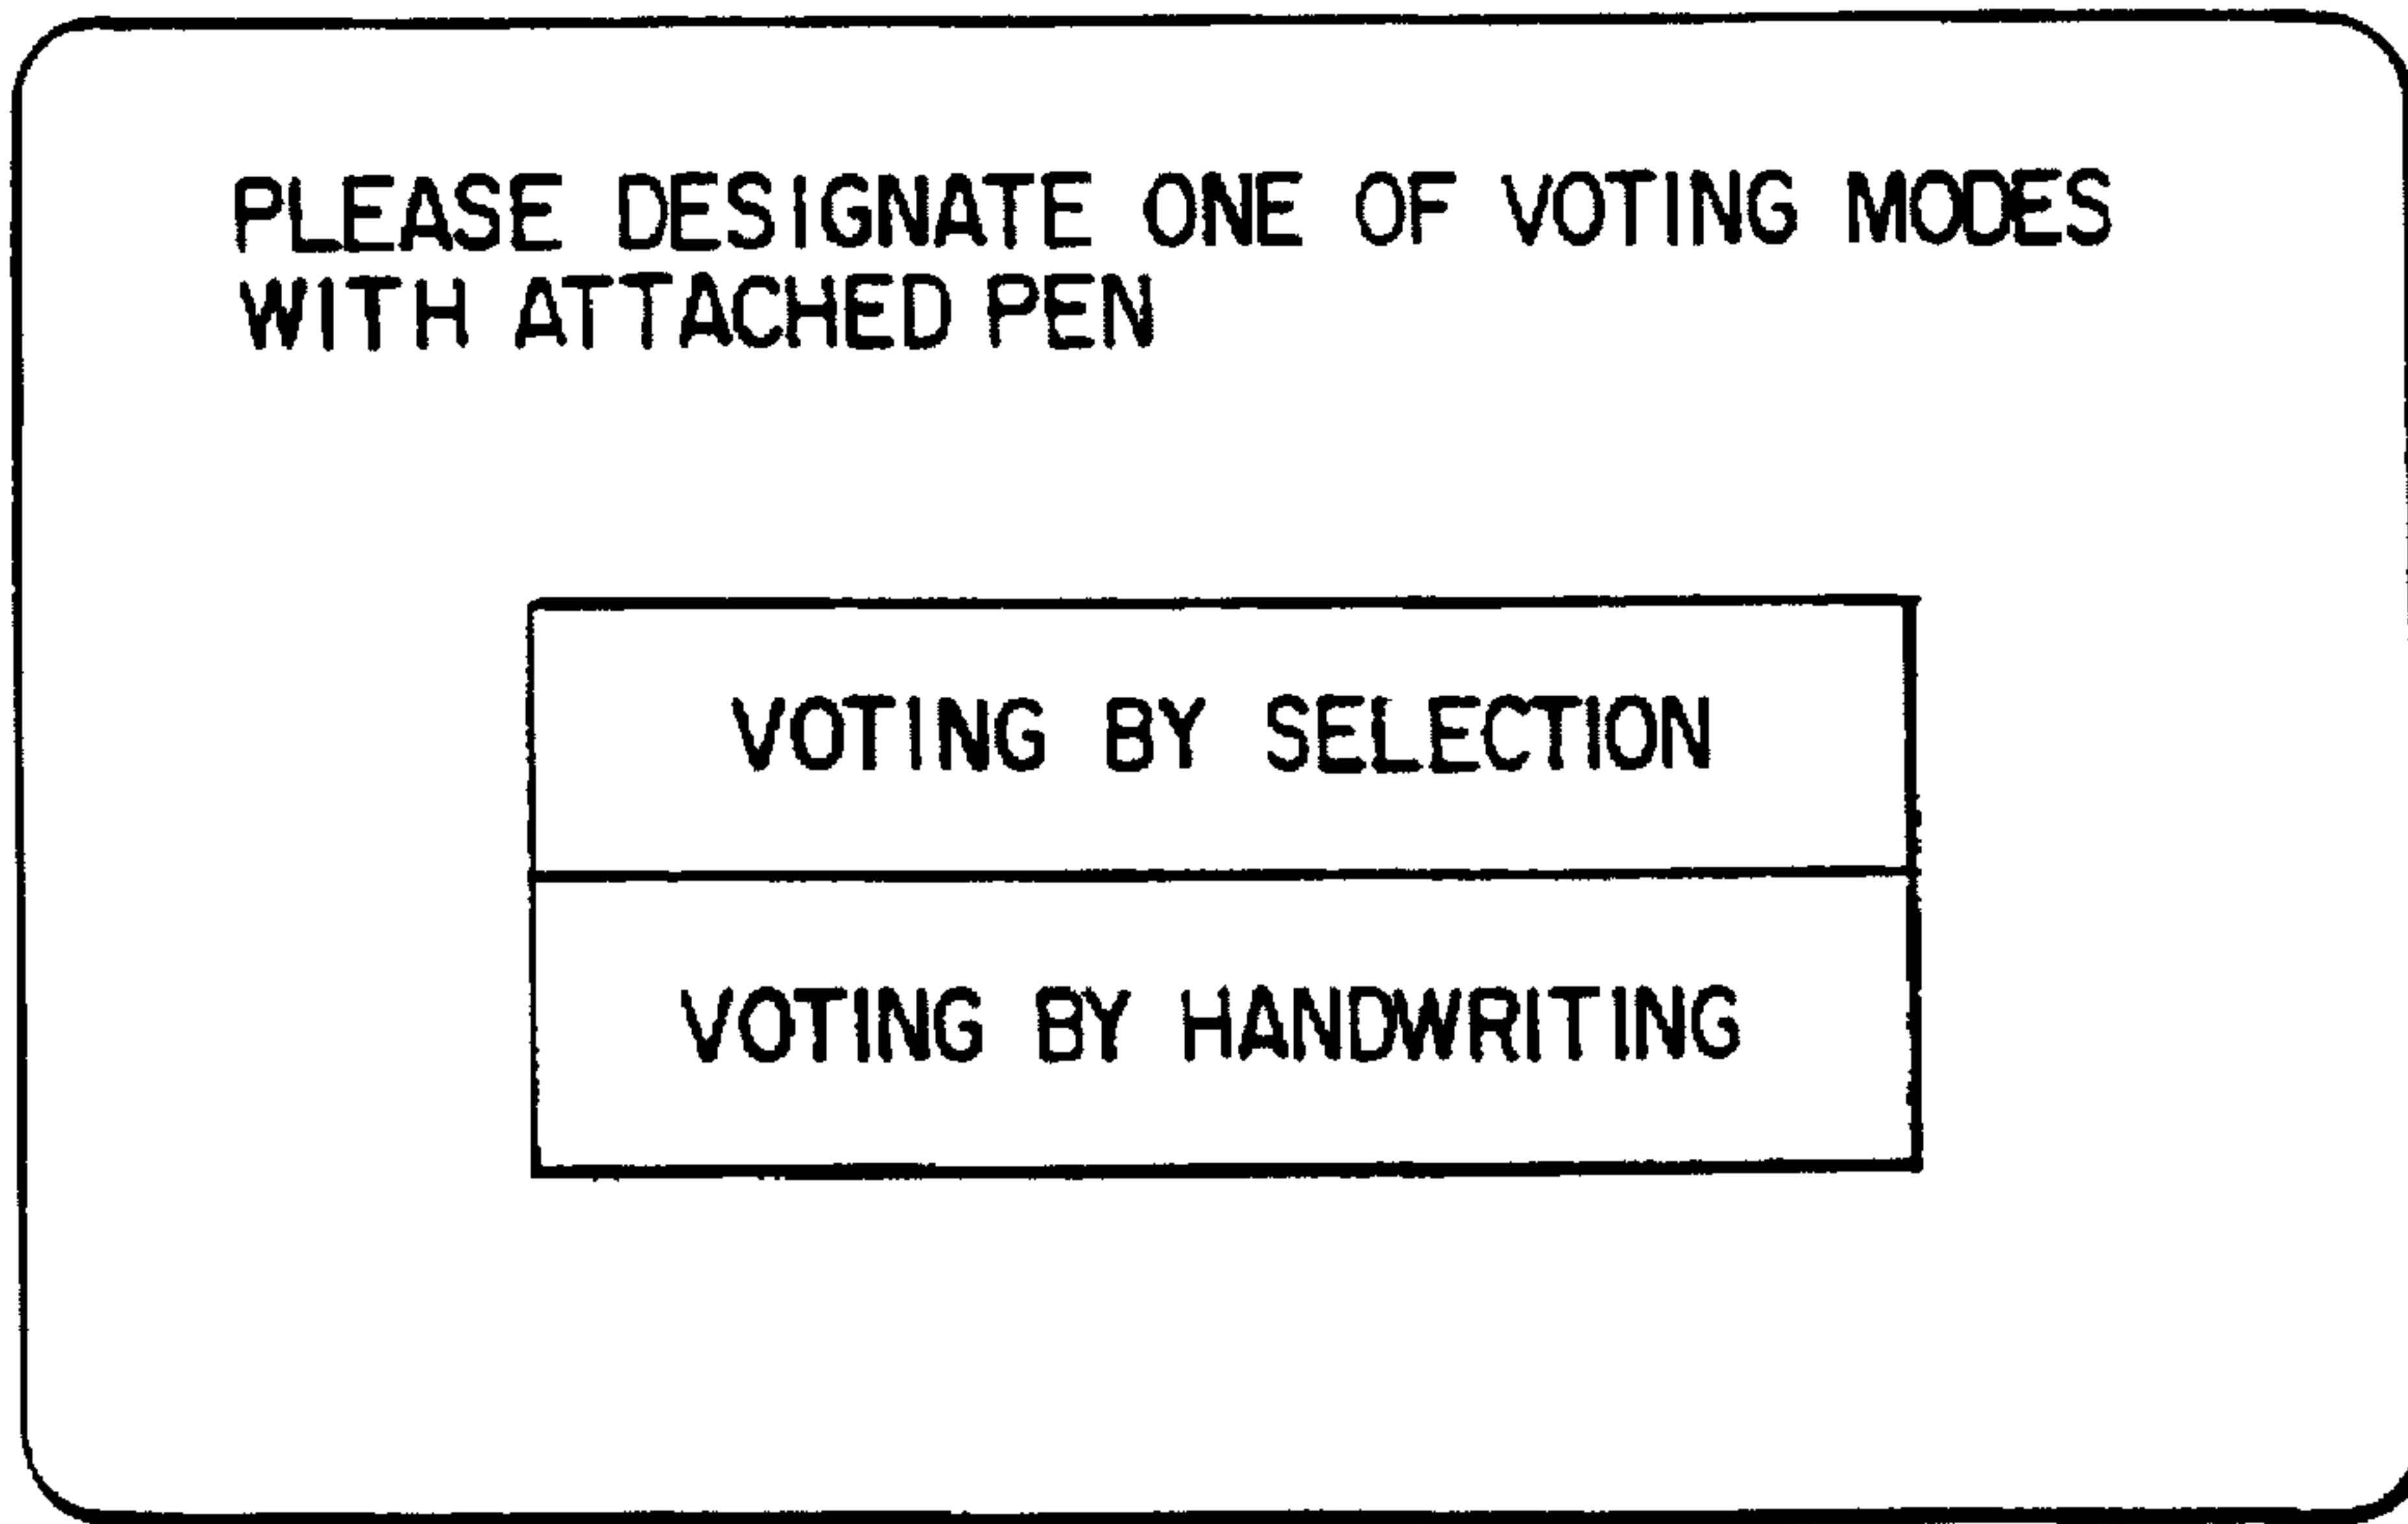 PLEASE DESIGNATE ONE OF VOTING MODES
WITH ATTACHED PEN
VOTING BY SELECTION
VOTING BY HANDWRITING